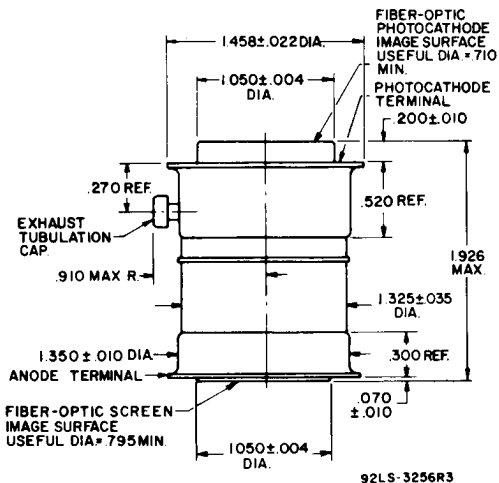 FIBER-OPTIC
PHOTOCATHODE
IMAGE SURFACE
USEFUL DIA.=.710
MIN.
1.458±.022 DIA.
1.050±.004
DIA.
PHOTOCATHODE
TERMINAL
.200±.010
.270 REF.
.520 REF.
EXHAUST
TUBULATION
CAP.
1.926
MAX.
.910 MAX R.
1.325±035
DIA.
1.350±.010 DIA.
.300 REF.
ANODE TERMINAL
.070
±.010
FIBER-OPTIC SCREEN
IMAGE SURFACE
USEFUL DIA=.795 MIN.
1.050±.004
DIA.
92LS-3256R3